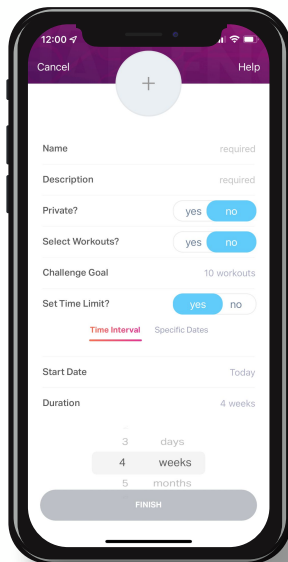 12:00
Cancel Help
+
Name required
Description required
Private? yes no
Select Workouts? yes no
Challenge Goal 10 workouts
Set Time Limit? yes no
Time Interval Specific Dates
Start Date Today
Duration 4 weeks
3 days
4 weeks
5 months
FINISH